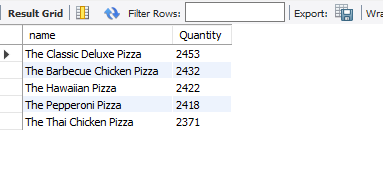 Result Grid Filter Rows: Export: Wra
name Quantity
The Classic Deluxe Pizza 2453
The Barbecue Chicken Pizza 2432
The Hawaiian Pizza 2422
The Pepperoni Pizza 2418
The Thai Chicken Pizza 2371